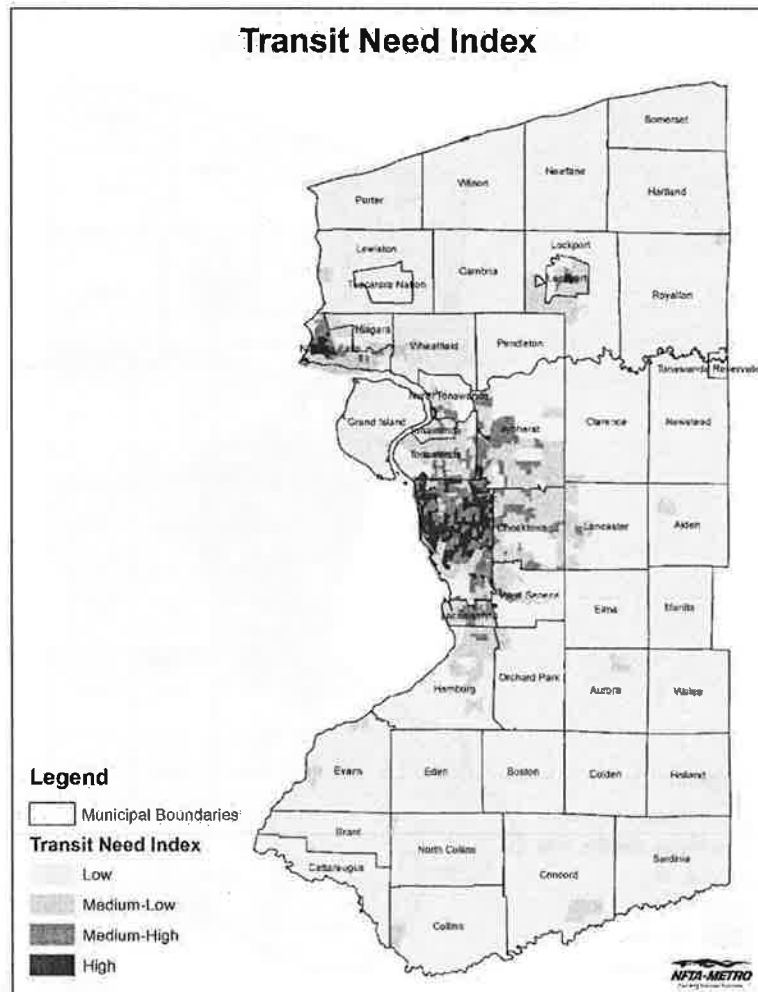 Transit Need Index
Somerset
Newfane
Wilson
Hartland
Porter
Lewiston
Lockport
Cambria
Tuscarora Nation
Lockport
Royalton
Niagara
Wheatfield
Pendleton
Tonawanda Reservation
North Tonawanda
Grand Island
Amherst
Clarence
Newstead
Tonawanda
Tonawanda
Cheektowaga
Lancaster
Alden
West Seneca
Lackawanna
Elma
Marilla
Orchard Park
Hamburg
Aurora
Wales
Evans
Eden
Boston
Colden
Holland
Brant
North Collins
Sardinia
Cattaraugus
Concord
Collins
Legend
Municipal Boundaries
Transit Need Index
Low
Medium-Low
Medium-High
High
NFTA-METRO